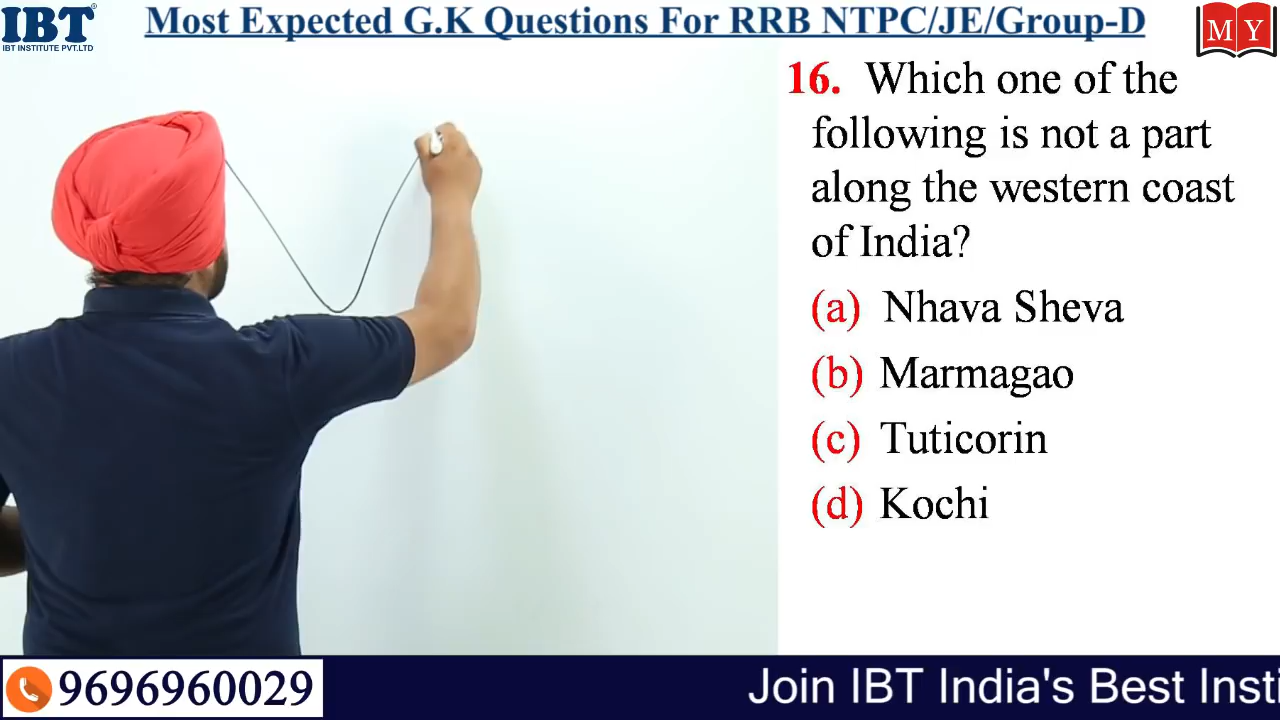 IBT®
IBT INSTITUTE PVT.LTD
Most Expected G.K Questions For RRB NTPC/JE/Group-D
MY
16. Which one of the
following is not a part
along the western coast
of India?
(a) Nhava Sheva
(b) Marmagao
(c) Tuticorin
(d) Kochi
9696960029
Join IBT India's Best Insti